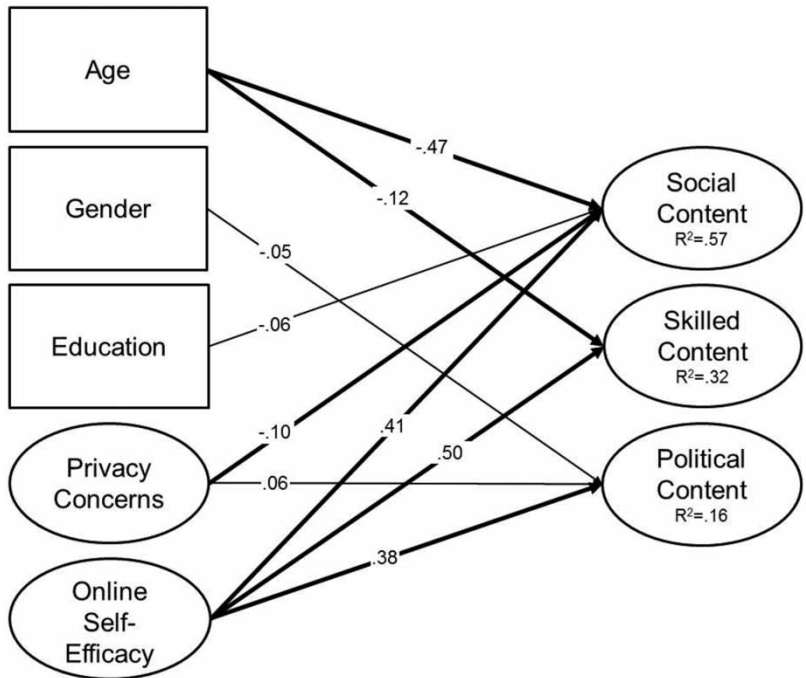 Age
Gender
Education
Privacy
Concerns
Online
Self-
Efficacy
-.47
-.12
-.05
-.06
-.10
.41
.50
.06
.38
Social
Content
R²=.57
Skilled
Content
R²=.32
Political
Content
R²=.16